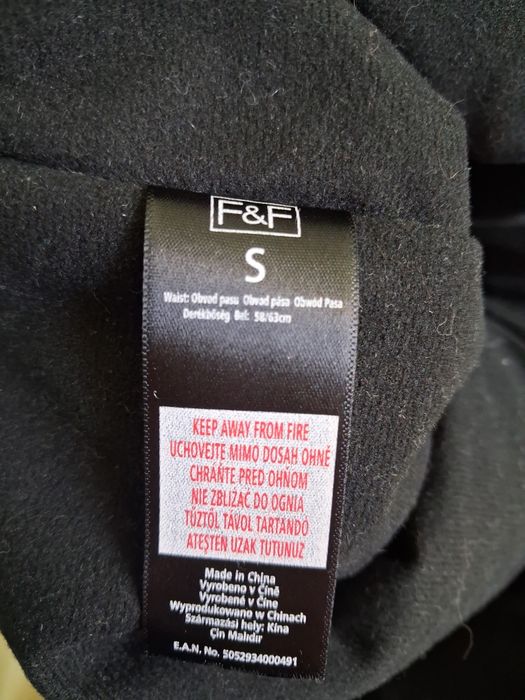 F&F
S
Waist: Obvod pasu Obvod pása Obwód Pasa
Derékbőség Bel: 58/63cm
KEEP AWAY FROM FIRE
UCHOVEJTE MIMO DOSAH OHNĚ
CHRAŇTE PRED OHŇOM
NIE ZBLIŻAĆ DO OGNIA
TŰZTŐL TÁVOL TARTANDÓ
ATEŞTEN UZAK TUTUNUZ
Made in China
Vyrobeno v Číně
Vyrobené v Číne
Wyprodukowano w Chinach
Származási hely: Kína
Çin Malıdır
E.A.N. No. 5052934000491